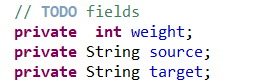 // TODO fields
private  int weight;
private String source;
private String target;